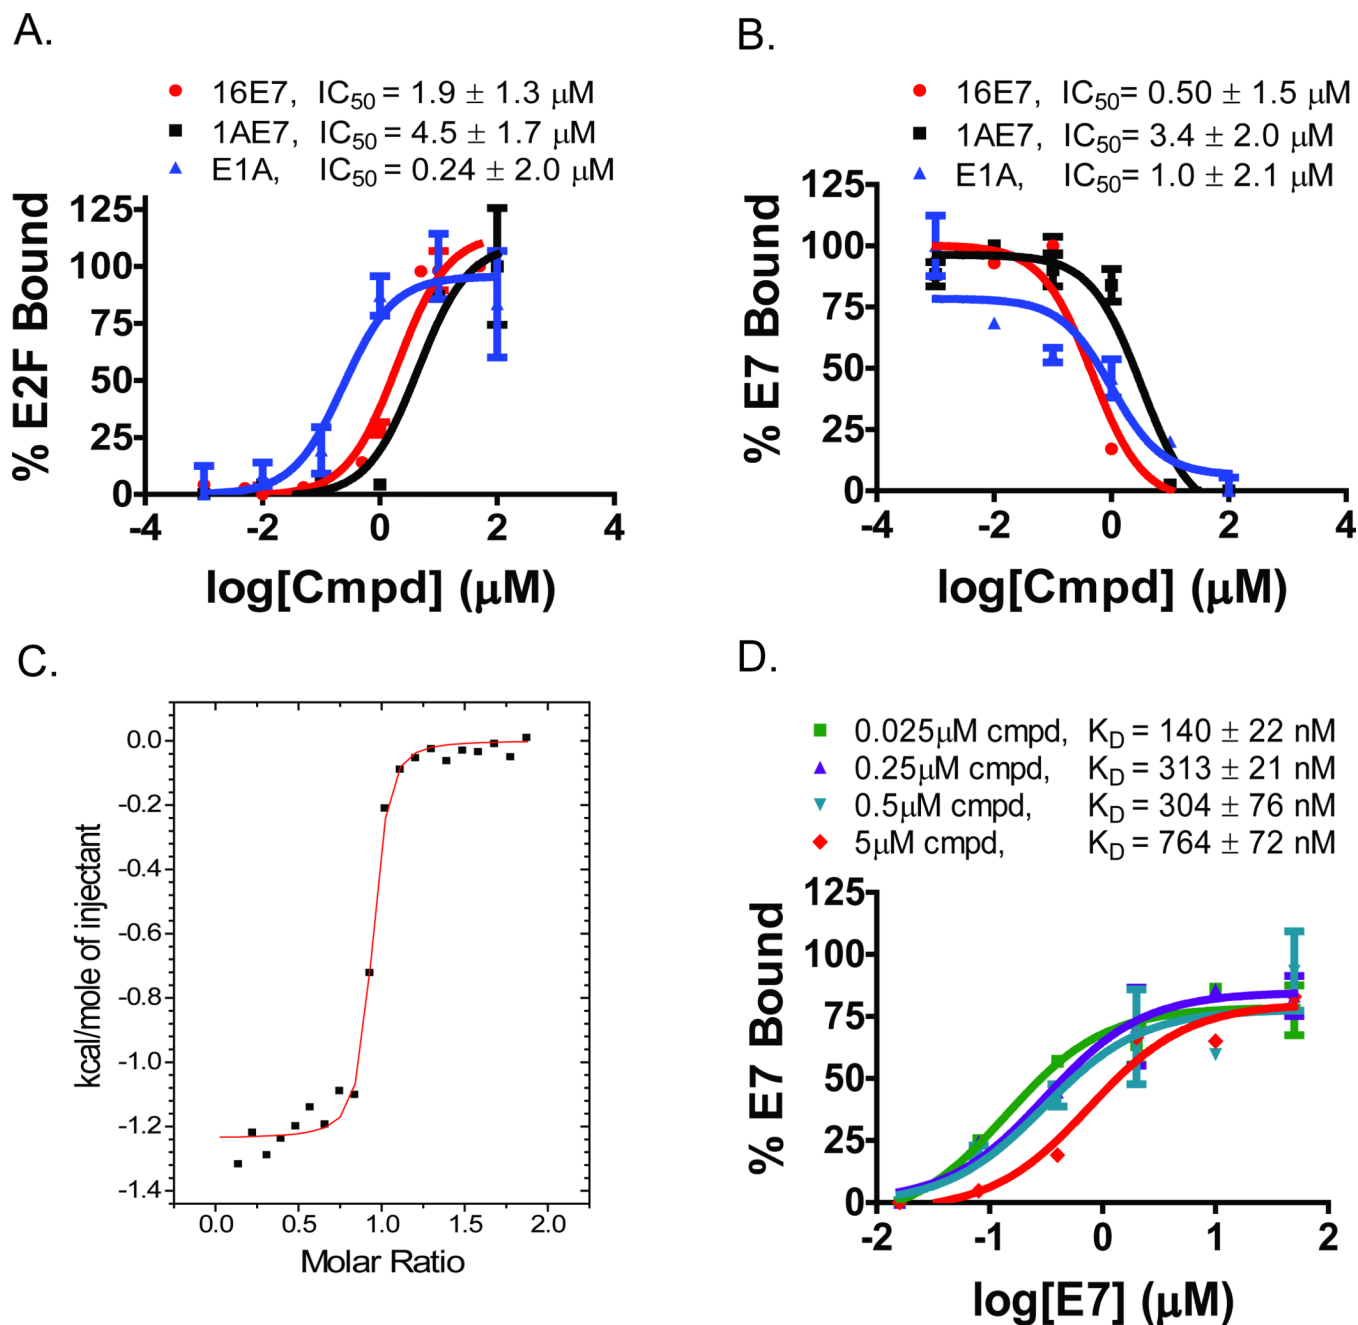 A.
16E7, IC50 = 1.9 ± 1.3 μM
1AE7, IC50 = 4.5 ± 1.7 μM
E1A, IC50 = 0.24 ± 2.0 μM
% E2F Bound
125
100
75
50
25
0
-4 -2 0 2 4
log[Cmpd] (μM)
B.
16E7, IC50= 0.50 ± 1.5 μM
1AE7, IC50= 3.4 ± 2.0 μM
E1A, IC50= 1.0 ± 2.1 μM
% E7 Bound
125
100
75
50
25
0
-4 -2 0 2 4
log[Cmpd] (μM)
C.
kcal/mole of injectant
0.0
-0.2
-0.4
-0.6
-0.8
-1.0
-1.2
-1.4
0.0 0.5 1.0 1.5 2.0
Molar Ratio
D.
0.025μM cmpd, KD = 140 ± 22 nM
0.25μM cmpd, KD = 313 ± 21 nM
0.5μM cmpd, KD = 304 ± 76 nM
5μM cmpd, KD = 764 ± 72 nM
% E7 Bound
125
100
75
50
25
0
-2 -1 0 1 2
log[E7] (μM)